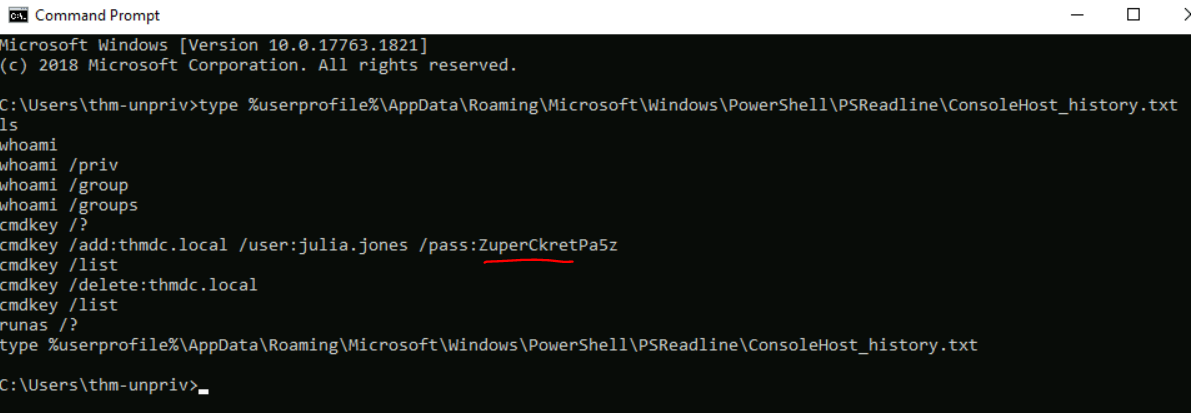 Command Prompt
Microsoft Windows [Version 10.0.17763.1821]
(c) 2018 Microsoft Corporation. All rights reserved.
C:\Users\thm-unpriv>type %userprofile%\AppData\Roaming\Microsoft\Windows\PowerShell\PSReadline\ConsoleHost_history.txt
ls
whoami
whoami /priv
whoami /group
whoami /groups
cmdkey /?
cmdkey /add:thmdc.local /user:julia.jones /pass:ZuperCkretPa5z
cmdkey /list
cmdkey /delete:thmdc.local
cmdkey /list
runas /?
type %userprofile%\AppData\Roaming\Microsoft\Windows\PowerShell\PSReadline\ConsoleHost_history.txt
C:\Users\thm-unpriv>